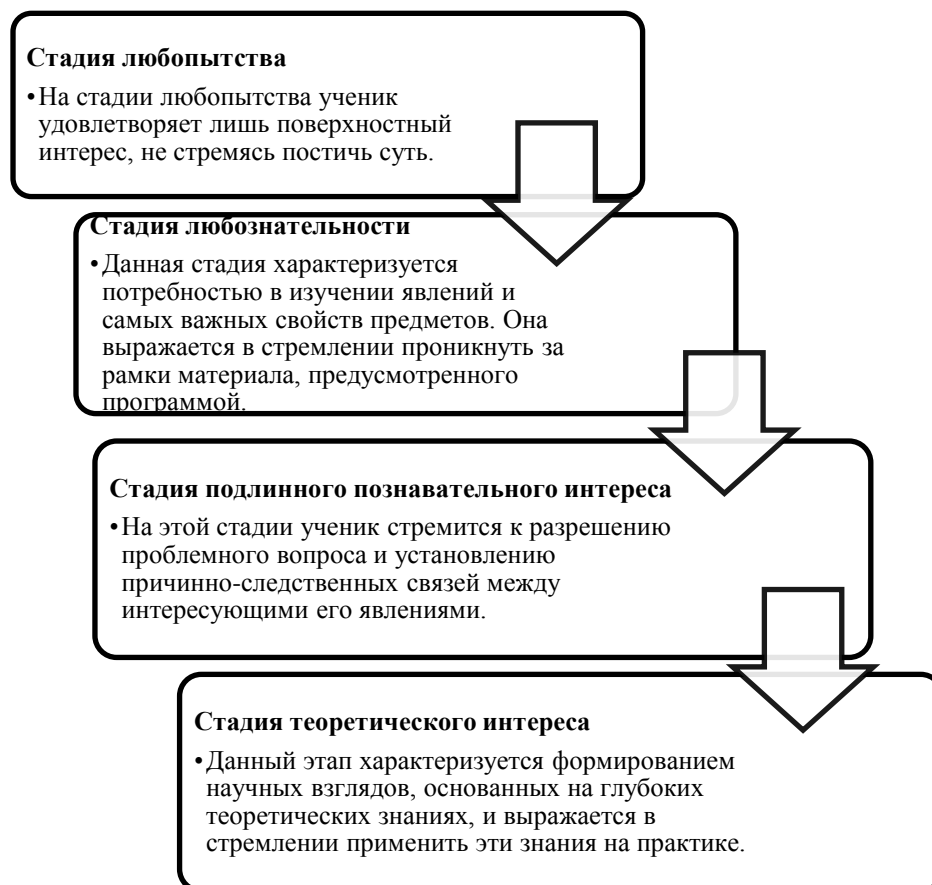 Стадия любопытства
•На стадии любопытства ученик
удовлетворяет лишь поверхностный
интерес, не стремясь постичь суть.
Стадия любознательности
•Данная стадия характеризуется
потребностью в изучении явлений и
самых важных свойств предметов. Она
выражается в стремлении проникнуть за
рамки материала, предусмотренного
программой.
Стадия подлинного познавательного интереса
•На этой стадии ученик стремится к разрешению
проблемного вопроса и установлению
причинно-следственных связей между
интересующими его явлениями.
Стадия теоретического интереса
•Данный этап характеризуется формированием
научных взглядов, основанных на глубоких
теоретических знаниях, и выражается в
стремлении применить эти знания на практике.